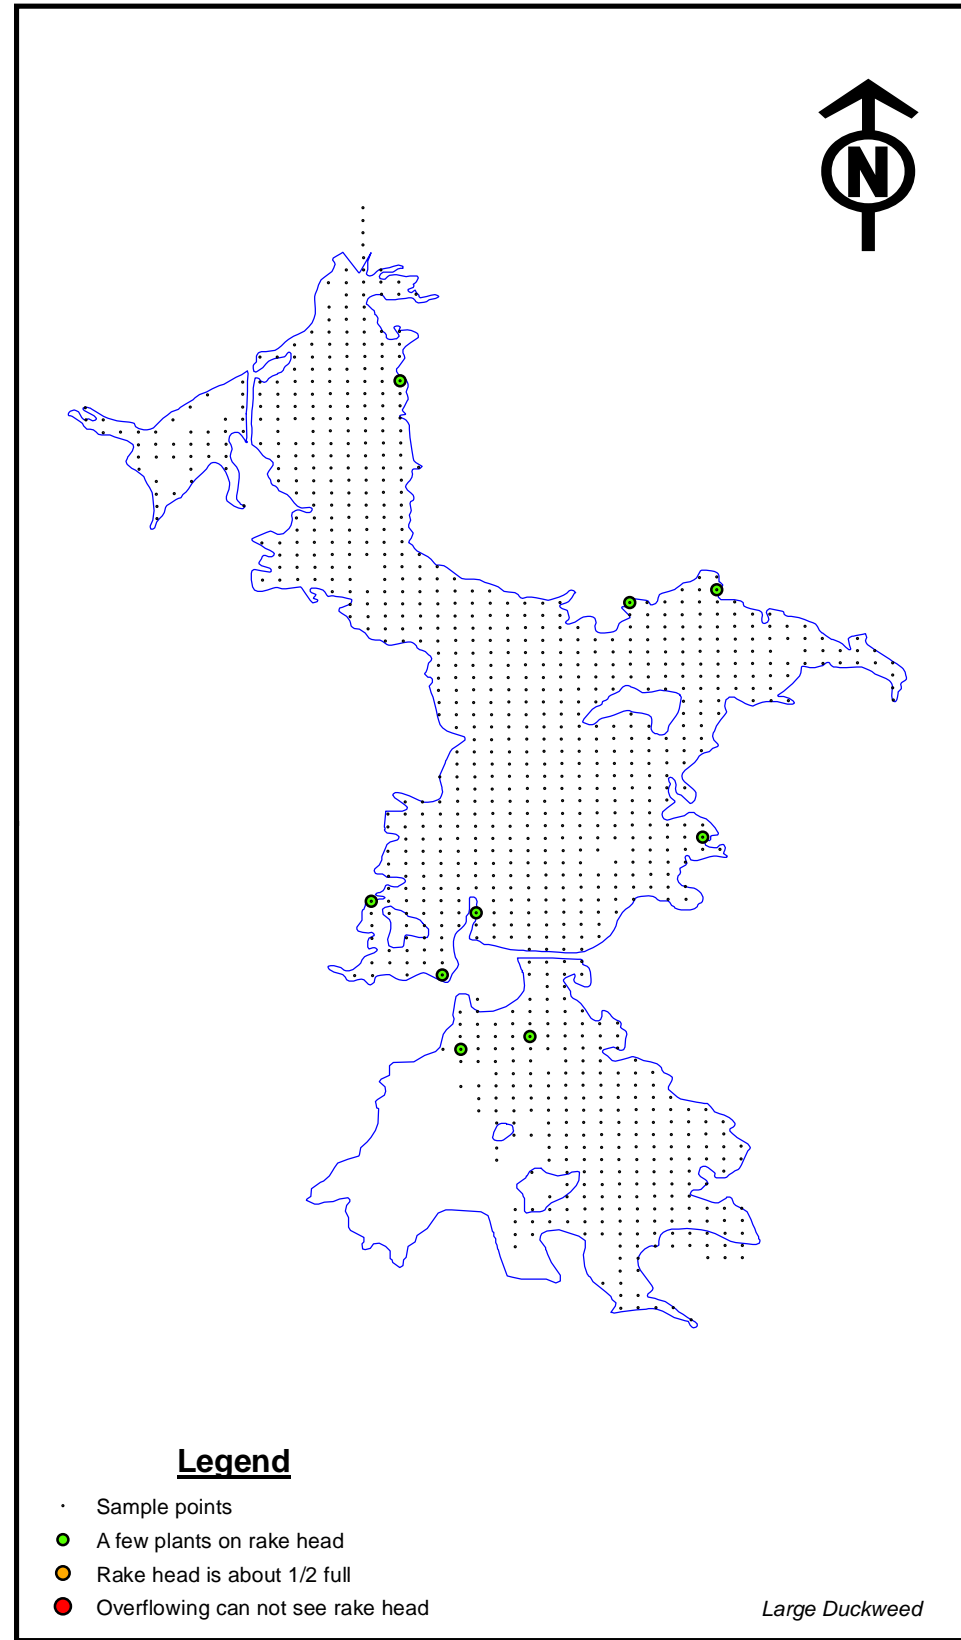 N
Legend
Sample points
A few plants on rake head
Rake head is about 1/2 full
Overflowing can not see rake head
Large Duckweed